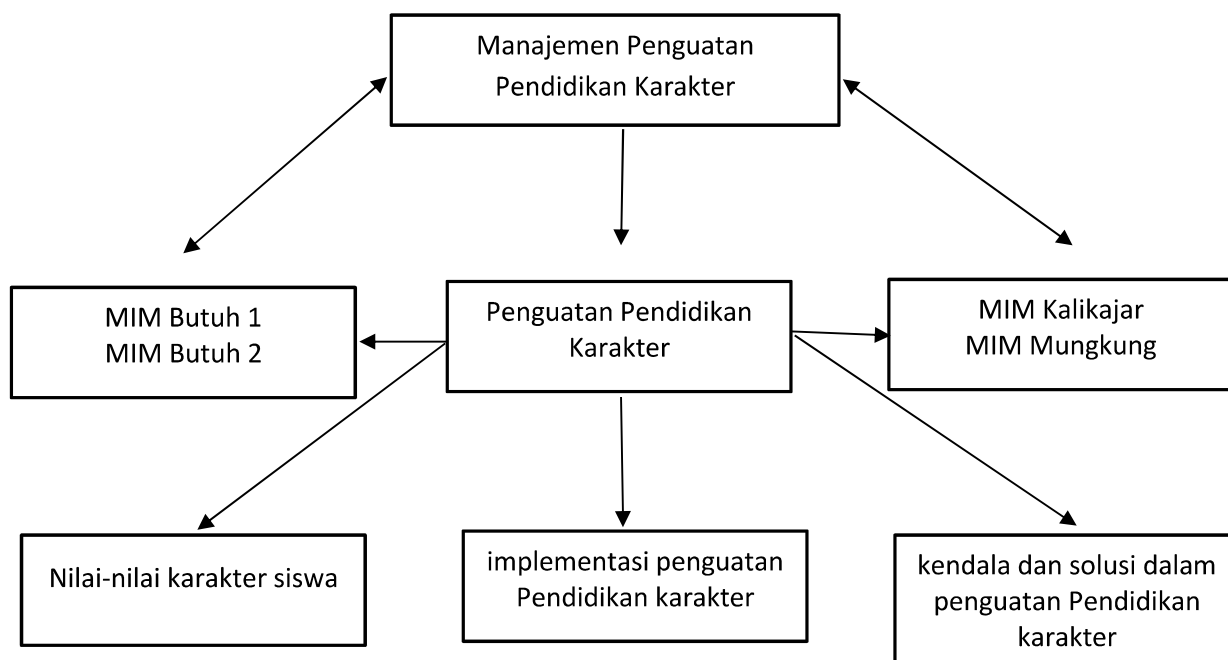 Manajemen Penguatan
Pendidikan Karakter
MIM Butuh 1
MIM Butuh 2
Penguatan Pendidikan
Karakter
MIM Kalikajar
MIM Mungkung
Nilai-nilai karakter siswa
implementasi penguatan
Pendidikan karakter
kendala dan solusi dalam
penguatan Pendidikan
karakter